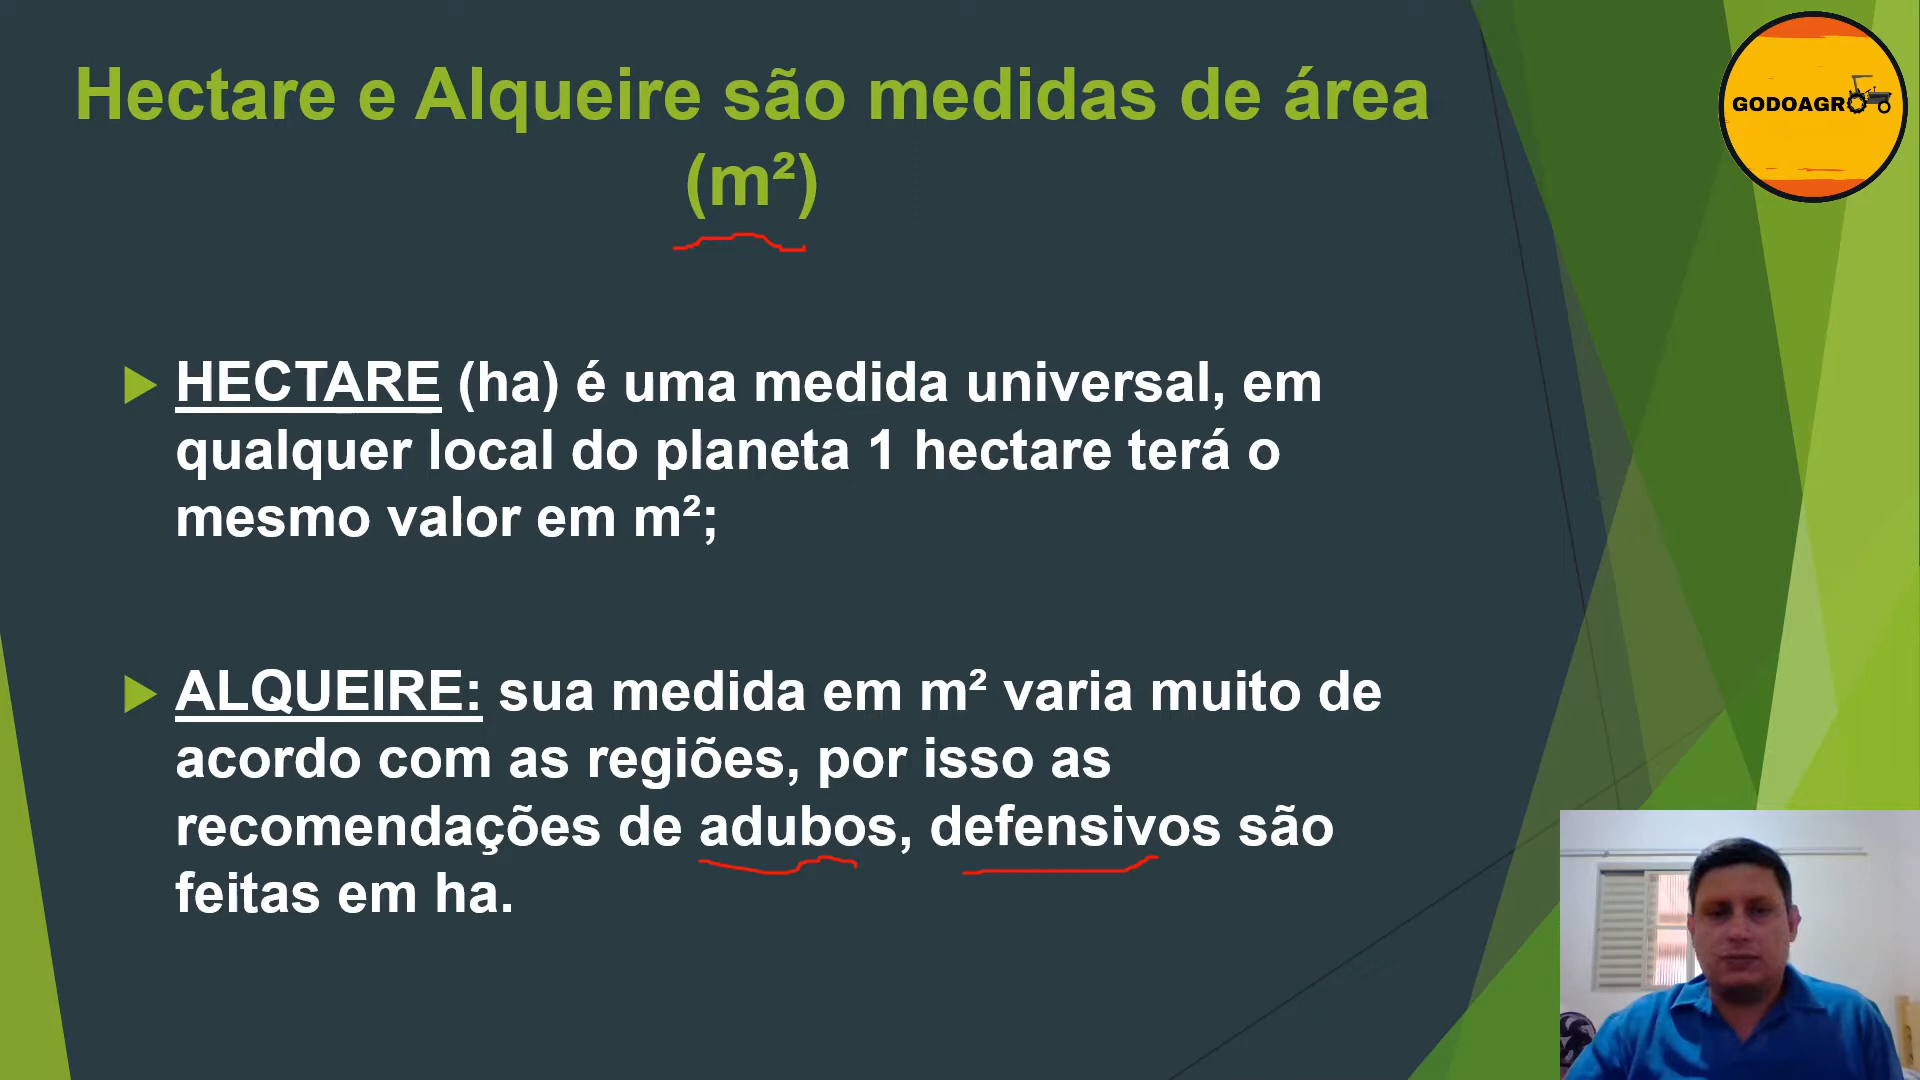 Hectare e Alqueire são medidas de área
(m²)
GODOAGRO
HECTARE (ha) é uma medida universal, em
qualquer local do planeta 1 hectare terá o
mesmo valor em m²;
ALQUEIRE: sua medida em m² varia muito de
acordo com as regiões, por isso as
recomendações de adubos, defensivos são
feitas em ha.